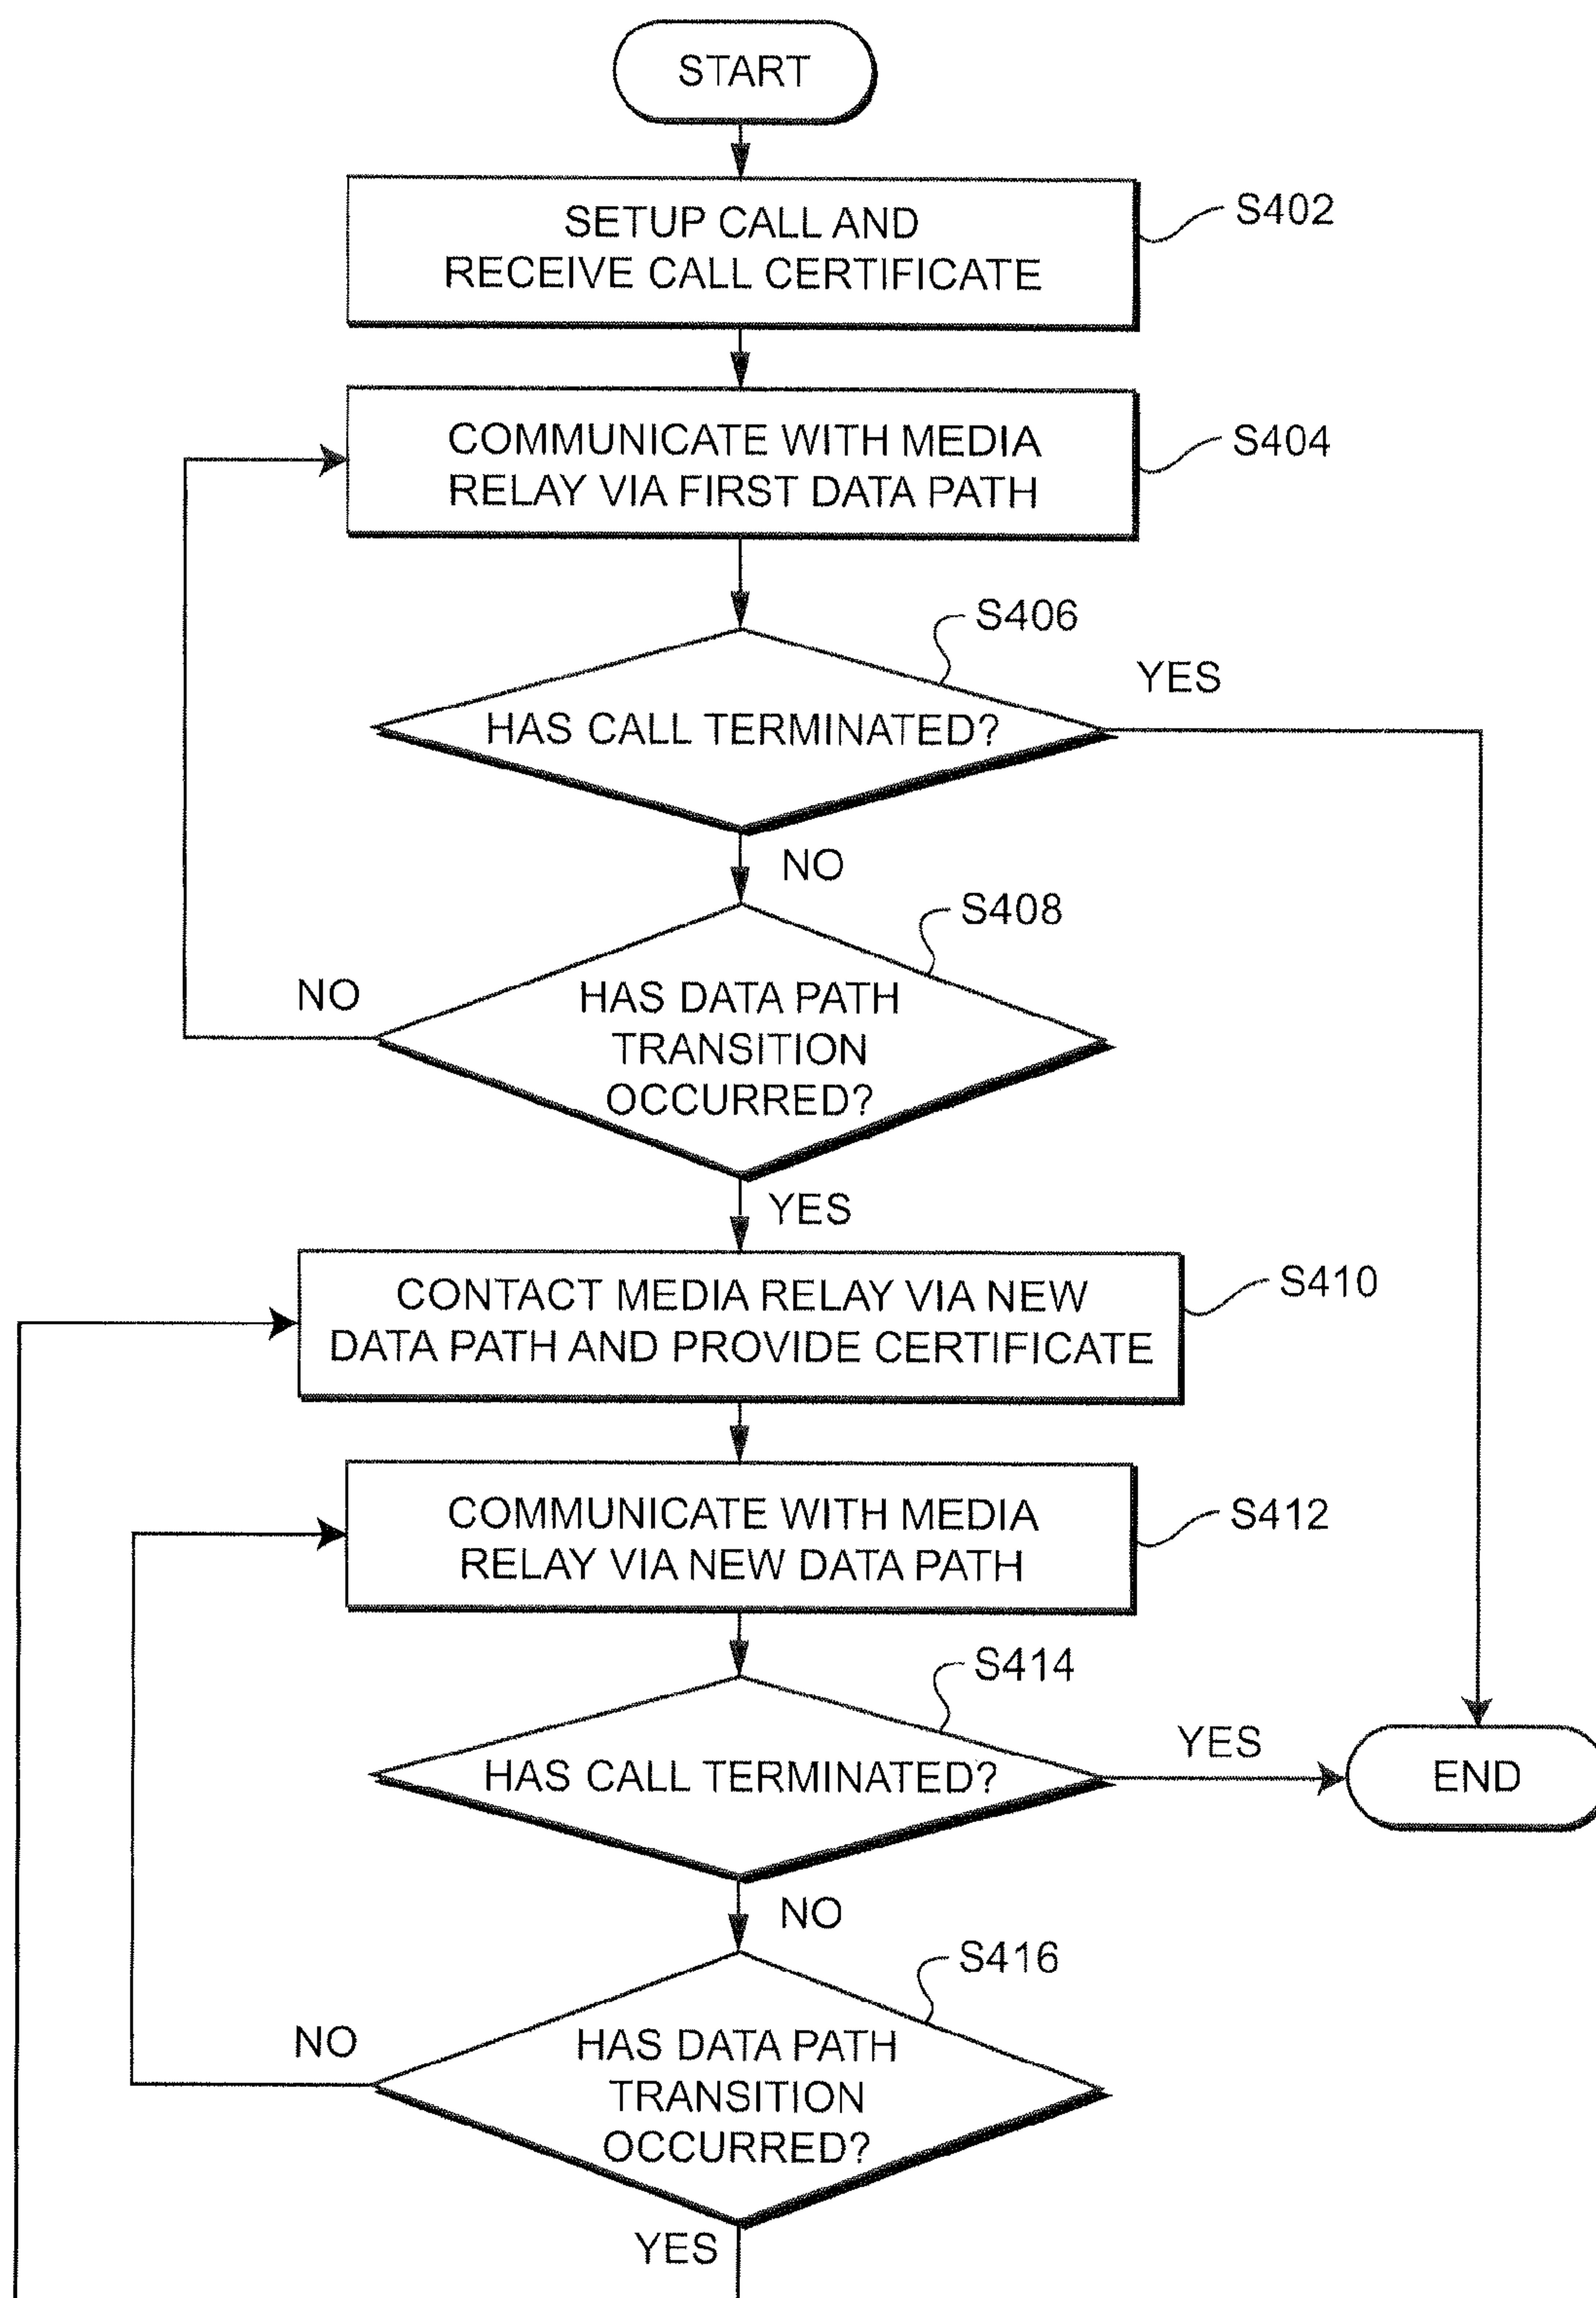 START
SETUP CALL AND
RECEIVE CALL CERTIFICATE
S402
COMMUNICATE WITH MEDIA
RELAY VIA FIRST DATA PATH
S404
S406
YES
HAS CALL TERMINATED?
NO
S408
NO
HAS DATA PATH
TRANSITION
OCCURRED?
YES
CONTACT MEDIA RELAY VIA NEW
DATA PATH AND PROVIDE CERTIFICATE
S410
COMMUNICATE WITH MEDIA
RELAY VIA NEW DATA PATH
S412
S414
YES
HAS CALL TERMINATED?
END
NO
S416
NO
HAS DATA PATH
TRANSITION
OCCURRED?
YES